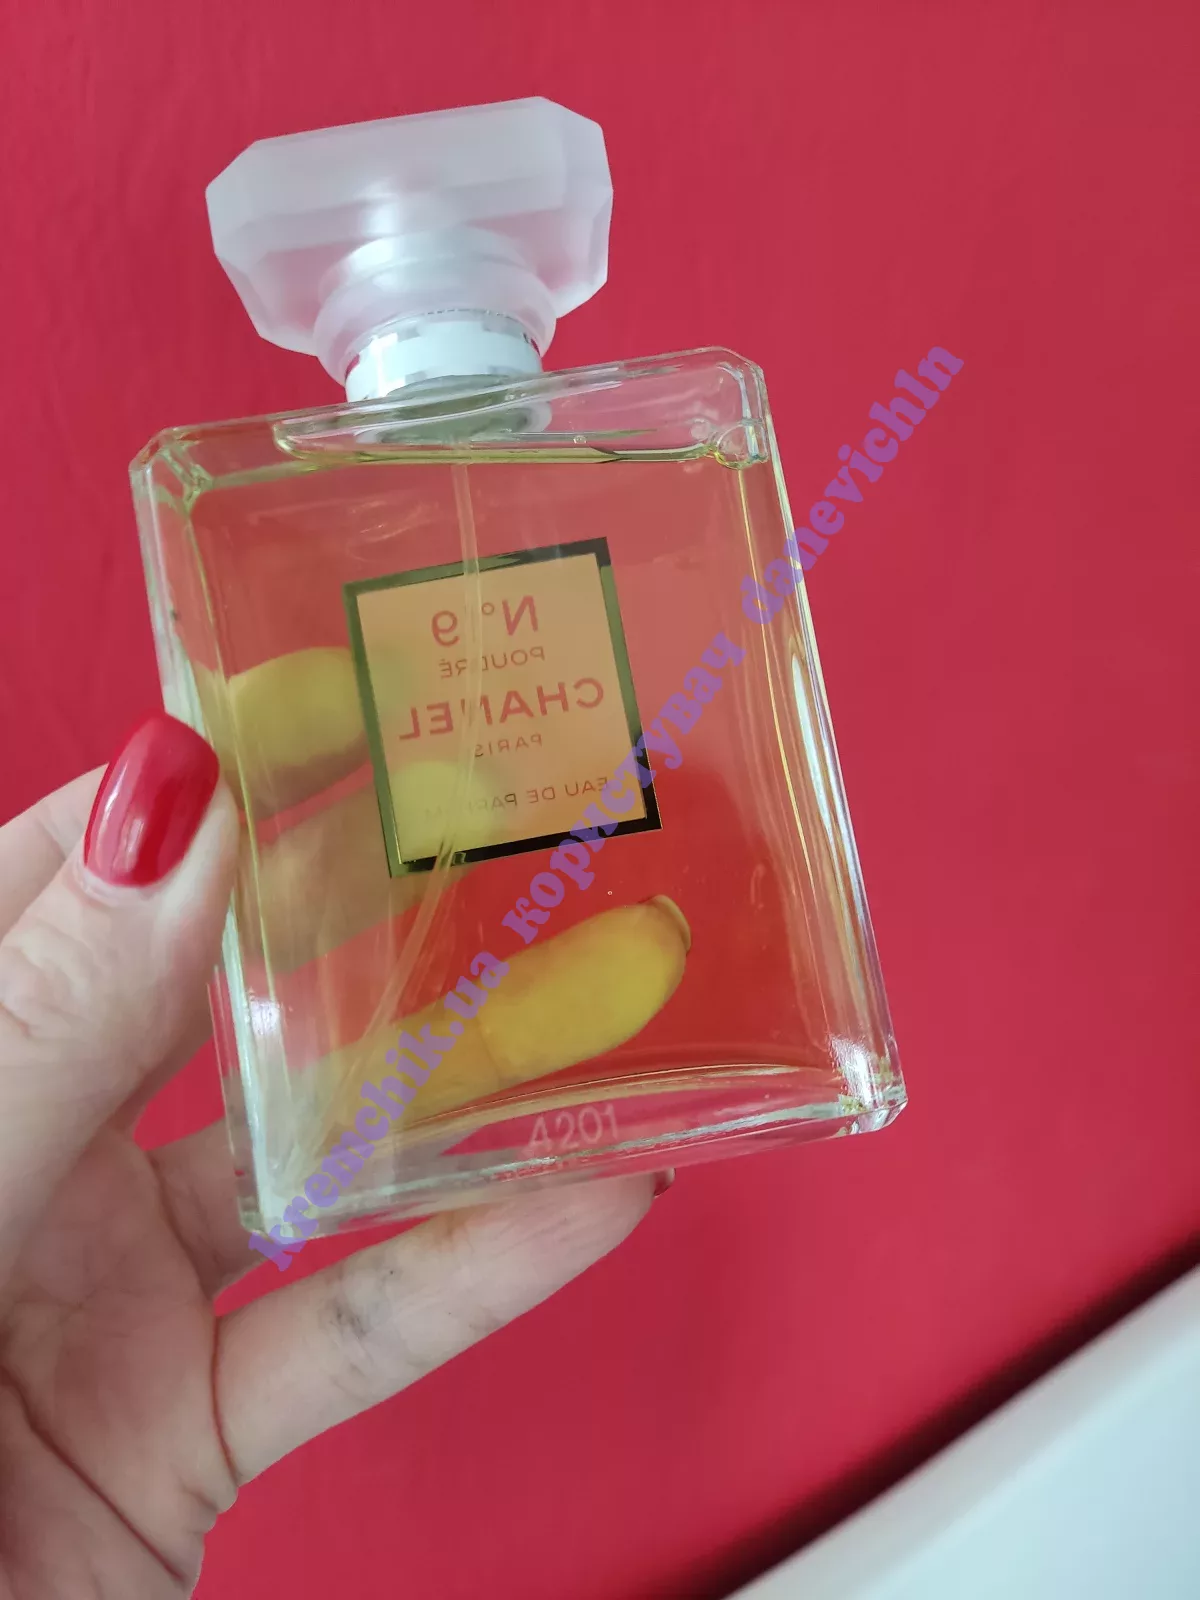 N°19
POUDRÉ
CHANEL
PARIS
EAU DE PARFUM
4201
kremchik.ua користувач danevichln